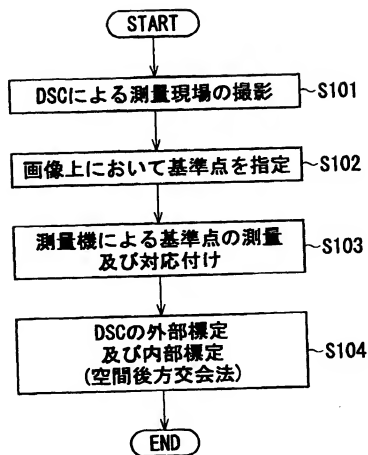 START
DSCによる測量現場の撮影
S101
画像上において基準点を指定
S102
測量機による基準点の測量
及び対応付け
S103
DSCの外部標定
及び内部標定
(空間後方交会法)
S104
END